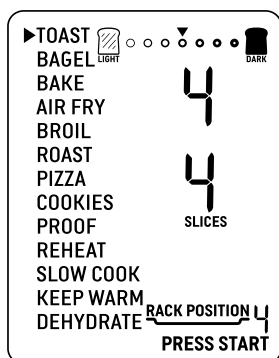 TOAST
LIGHT
DARK
BAGEL
BAKE
4
AIR FRY
BROIL
ROAST
PIZZA
4
COOKIES
SLICES
PROOF
REHEAT
SLOW COOK
KEEP WARM
DEHYDRATE
RACK POSITION 4
PRESS START